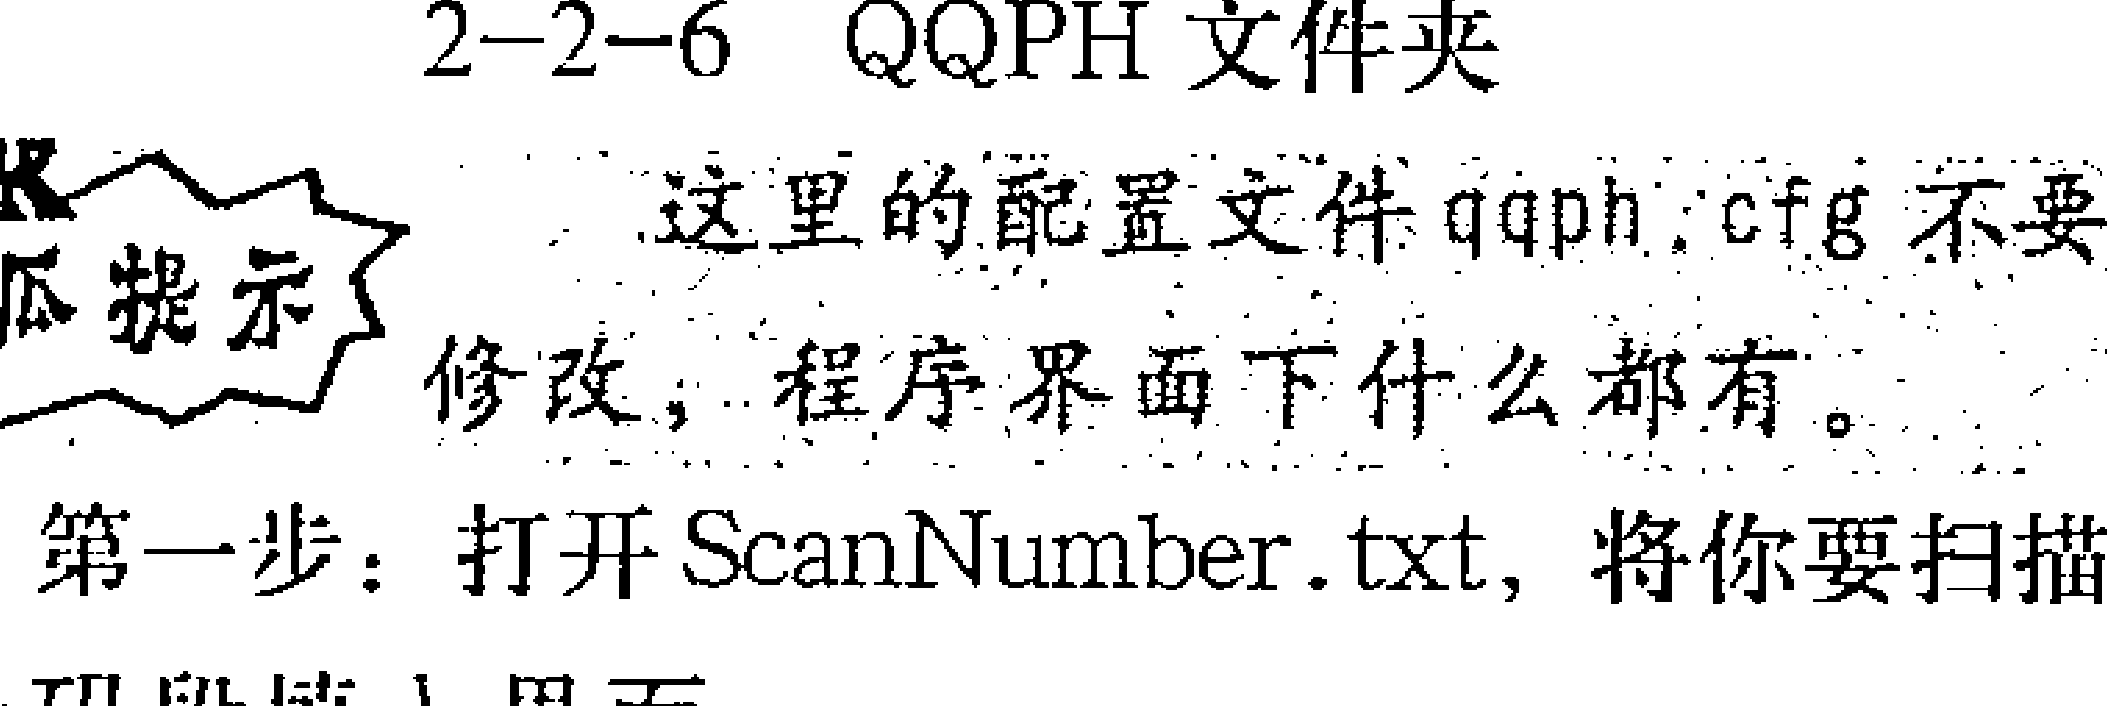 2-2-6 QQPH 文件夹
这里的配置文件 qqph.cfg 不要
提示
修改，程序界面下什么都有。
第一步：打开 ScanNumber.txt，将你要扫描